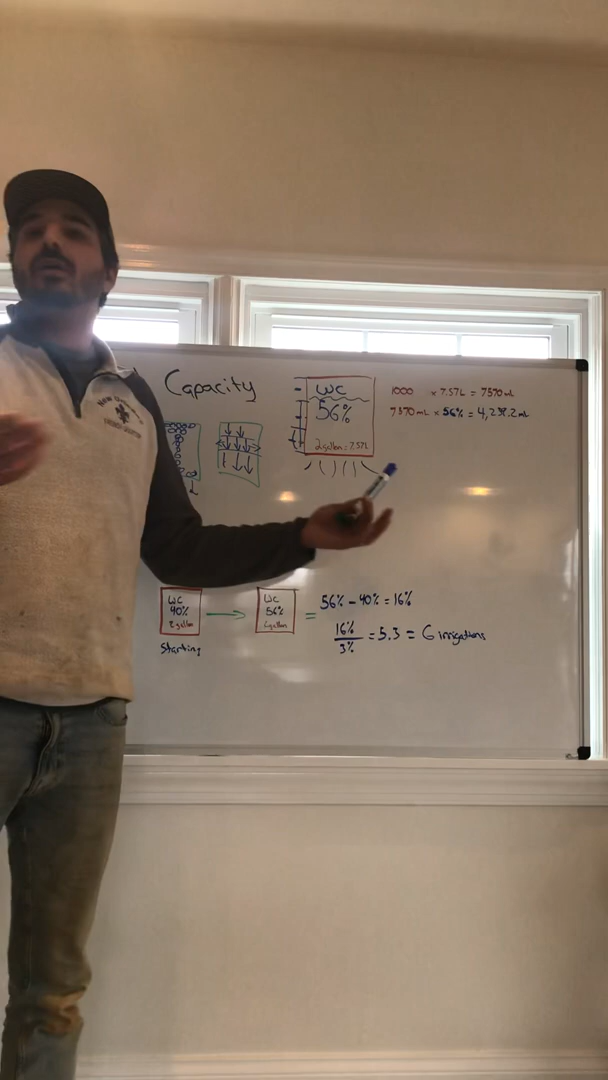 Capacity
WC
56%
2 gallon = 7.57L
1000 x 7.57L = 7570 mL
7570 mL x 56% = 4,239.2 mL
WC
40%
2 gallon
Starting
WC
56%
gallon
= 56% - 40% = 16%
16%
3%
= 5.3 = 6 irrigations